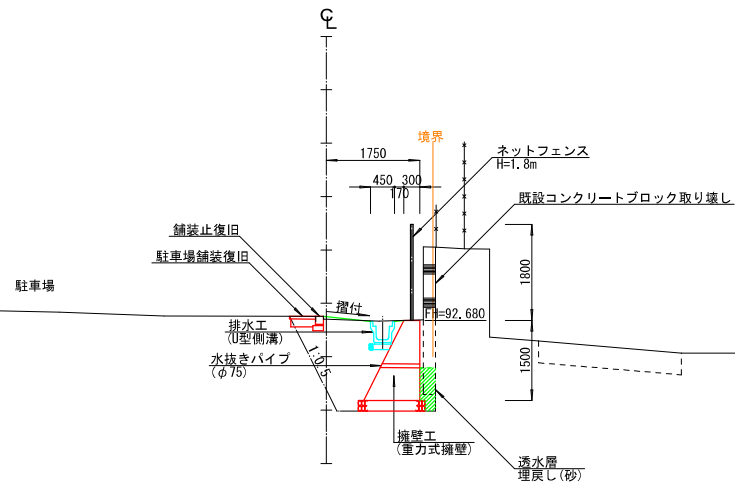 ℄
境界
1750
ネットフェンス
H=1.8m
450 300
170
既設コンクリートブロック取り壊し
舗装止復旧
駐車場舗装復旧
1800
駐車場
摺付
FH=92.680
排水工
(U型側溝)
1:0.5
水抜きパイプ
(φ75)
1500
擁壁工
(重力式擁壁)
透水層
埋戻し(砂)